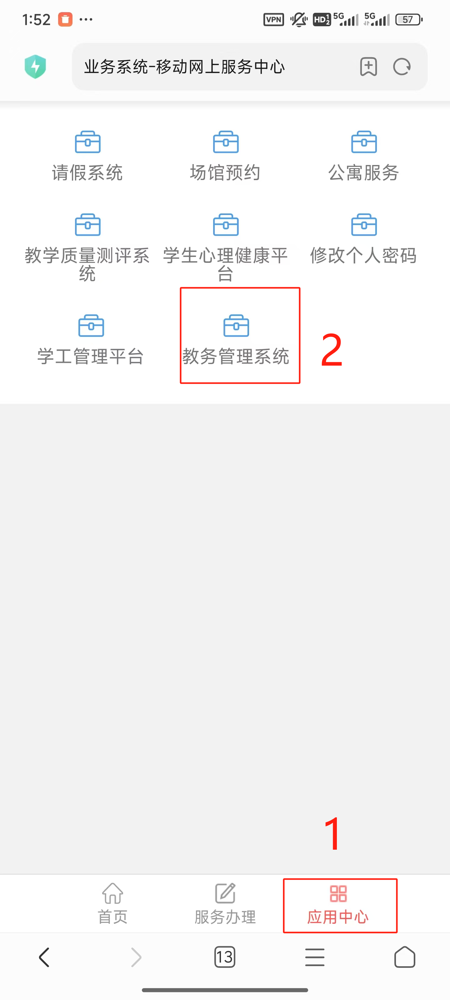 1:52
VPN HD 1 2 5G 5G 57
业务系统-移动网上服务中心
请假系统 场馆预约 公寓服务
教学质量测评系统 学生心理健康平台 修改个人密码
学工管理平台 教务管理系统 2
1
首页 服务办理 应用中心
13